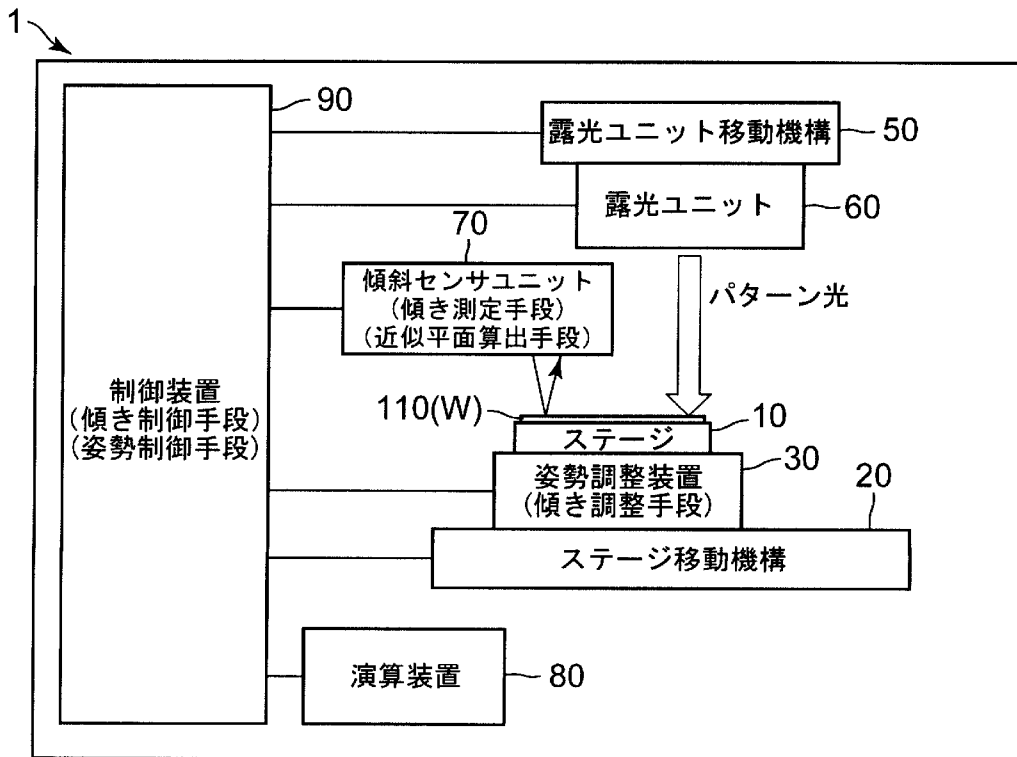 1
90
露光ユニット移動機構
50
露光ユニット
60
70
傾斜センサユニット
(傾き測定手段)
(近似平面算出手段)
パターン光
制御装置
(傾き制御手段)
(姿勢制御手段)
110(W)
10
ステージ
30
姿勢調整装置
(傾き調整手段)
20
ステージ移動機構
演算装置
80